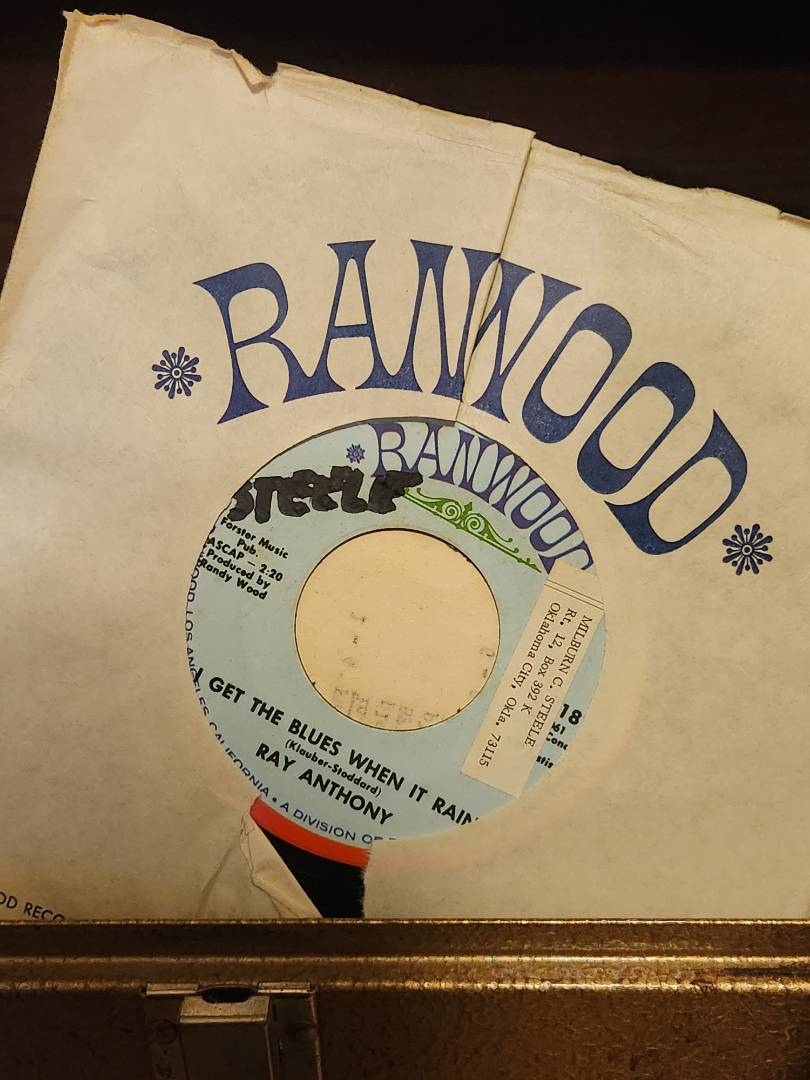 RANWOOD
RANWOOD
STEELE
Forster Music
Pub.
ASCAP — 2:20
Produced by
Randy Wood
MILBURN C. STEELE
Rt. 12, Box 392 K
Oklahoma City, Okla. 73115
18
I GET THE BLUES WHEN IT RAIN
(Klauber-Stoddard)
RAY ANTHONY
LOS ANGELES, CALIFORNIA • A DIVISION OF